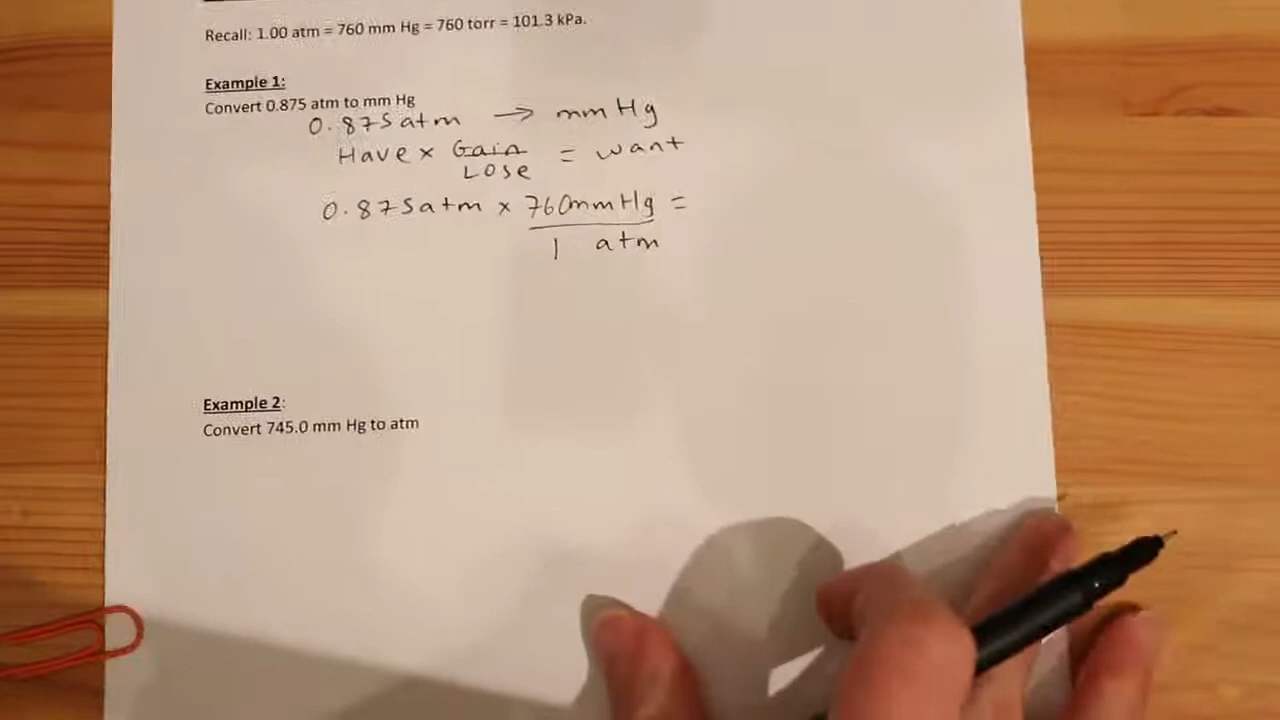 Recall: 1.00 atm = 760 mm Hg = 760 torr = 101.3 kPa.
Example 1:
Convert 0.875 atm to mm Hg
0.875 atm → mm Hg
Have × Gain = want
Lose
0.875 atm × 760 mm Hg =
1 atm
Example 2:
Convert 745.0 mm Hg to atm